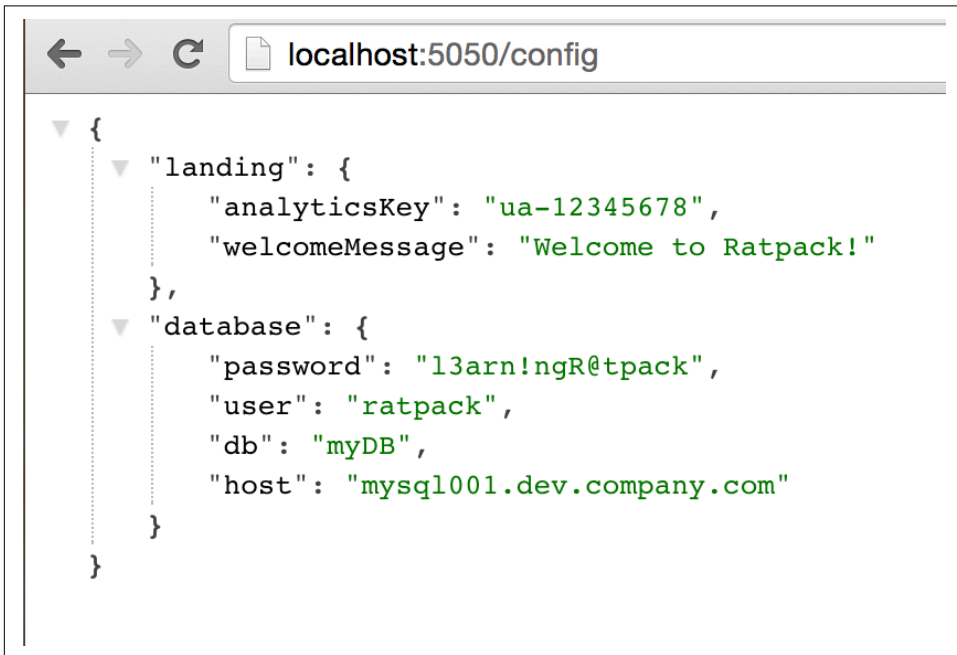 localhost:5050/config
{
"landing": {
"analyticsKey": "ua-12345678",
"welcomeMessage": "Welcome to Ratpack!"
},
"database": {
"password": "l3arn!ngR@tpack",
"user": "ratpack",
"db": "myDB",
"host": "mysql001.dev.company.com"
}
}